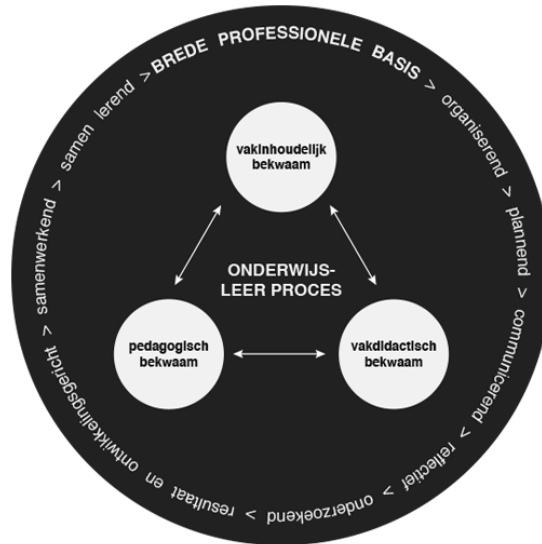 BREDE PROFESSIONELE BASIS > organiserend > plannend > communicerend > reflectief > onderzoekend > resultaat en ontwikkelingsgericht > samenwerkend > samen lerend >
vakinhoudelijk
bekwaam
ONDERWIJS-
LEER PROCES
pedagogisch
bekwaam
vakdidactisch
bekwaam